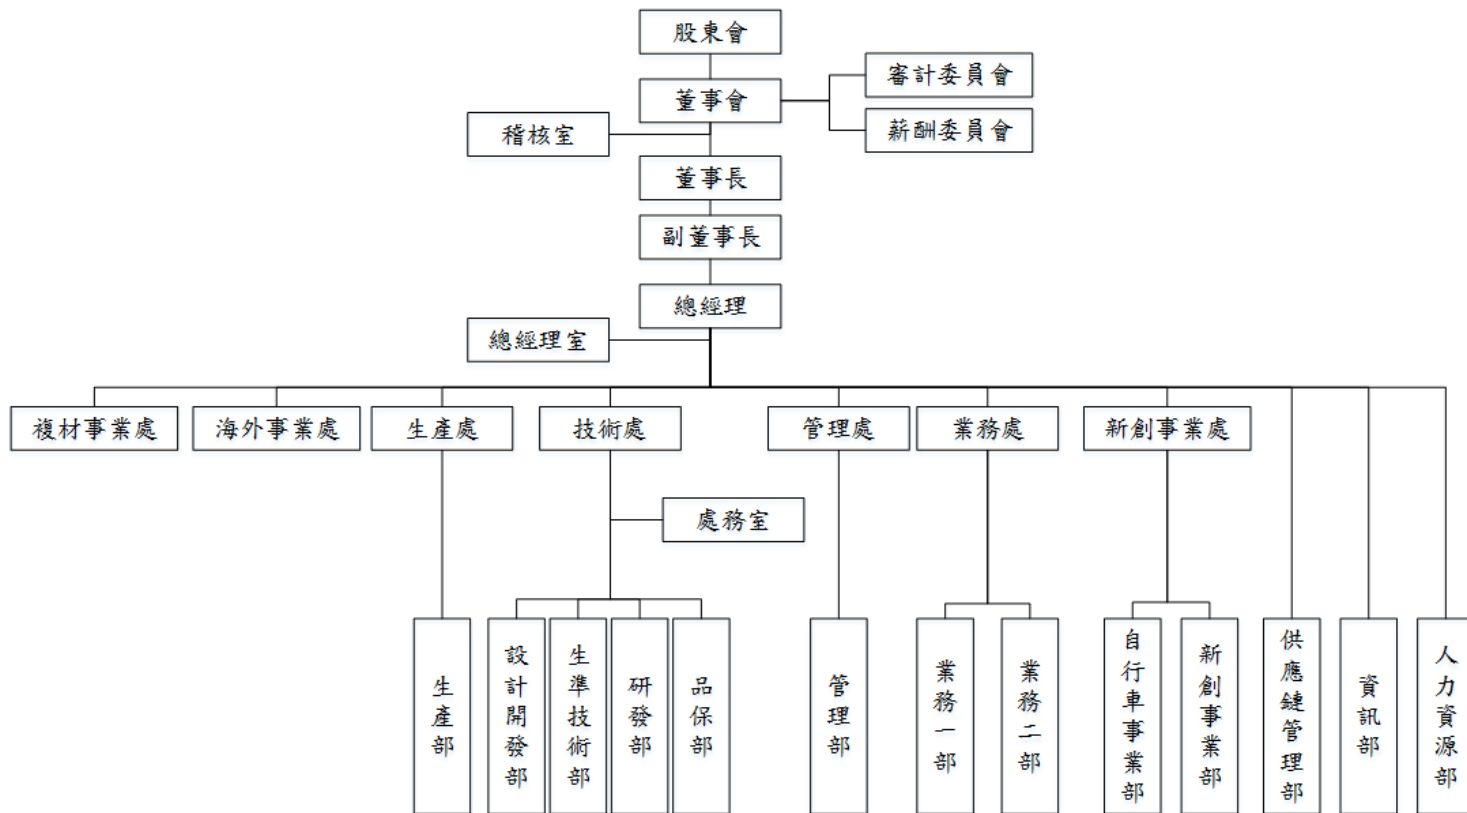 股東會
審計委員會
董事會
薪酬委員會
稽核室
董事長
副董事長
總經理
總經理室
複材事業處
海外事業處
生產處
技術處
管理處
業務處
新創事業處
處務室
生產部
設計開發部
生準技術部
研發部
品保部
管理部
業務一部
業務二部
自行車事業部
新創事業部
供應鏈管理部
資訊部
人力資源部